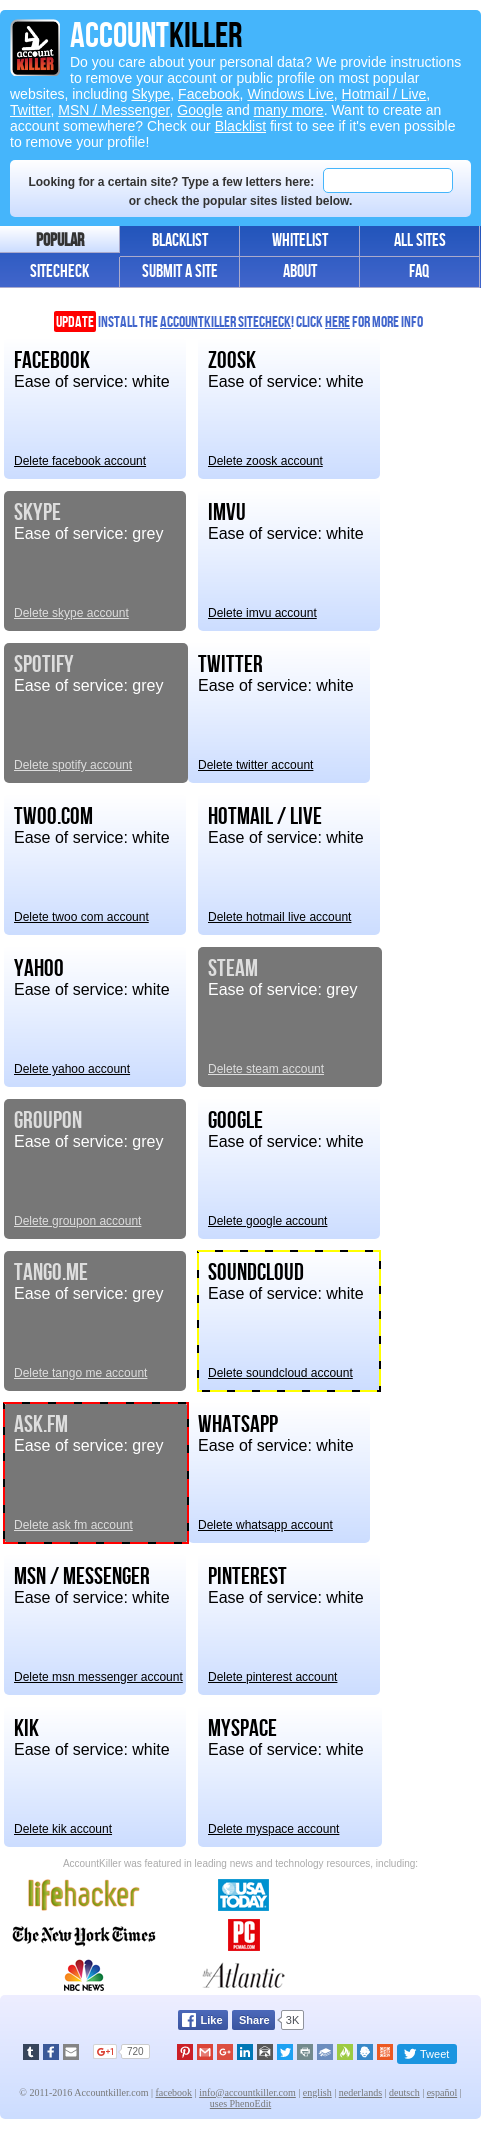 ACCOUNTKILLER
Do you care about your personal data? We provide instructions
to remove your account or public profile on most popular
websites, including Skype, Facebook, Windows Live, Hotmail / Live,
Twitter, MSN / Messenger, Google and many more. Want to create an
account somewhere? Check our Blacklist first to see if it's even possible
to remove your profile!
Looking for a certain site? Type a few letters here:
or check the popular sites listed below.
POPULAR BLACKLIST WHITELIST ALL SITES
SITECHECK SUBMIT A SITE ABOUT FAQ
UPDATE INSTALL THE ACCOUNTKILLER SITECHECK! CLICK HERE FOR MORE INFO
FACEBOOK
Ease of service: white
Delete facebook account
ZOOSK
Ease of service: white
Delete zoosk account
SKYPE
Ease of service: grey
Delete skype account
IMVU
Ease of service: white
Delete imvu account
SPOTIFY
Ease of service: grey
Delete spotify account
TWITTER
Ease of service: white
Delete twitter account
TWOO.COM
Ease of service: white
Delete twoo com account
HOTMAIL / LIVE
Ease of service: white
Delete hotmail live account
YAHOO
Ease of service: white
Delete yahoo account
STEAM
Ease of service: grey
Delete steam account
GROUPON
Ease of service: grey
Delete groupon account
GOOGLE
Ease of service: white
Delete google account
TANGO.ME
Ease of service: grey
Delete tango me account
SOUNDCLOUD
Ease of service: white
Delete soundcloud account
ASK.FM
Ease of service: grey
Delete ask fm account
WHATSAPP
Ease of service: white
Delete whatsapp account
MSN / MESSENGER
Ease of service: white
Delete msn messenger account
PINTEREST
Ease of service: white
Delete pinterest account
KIK
Ease of service: white
Delete kik account
MYSPACE
Ease of service: white
Delete myspace account
AccountKiller was featured in leading news and technology resources, including:
lifehacker
USA TODAY
The New York Times
PC
PCMAG.COM
NBC NEWS
the Atlantic
Like Share 3K
G+1 720 Tweet
© 2011-2016 Accountkiller.com | facebook | info@accountkiller.com | english | nederlands | deutsch | español |
uses PhenoEdit